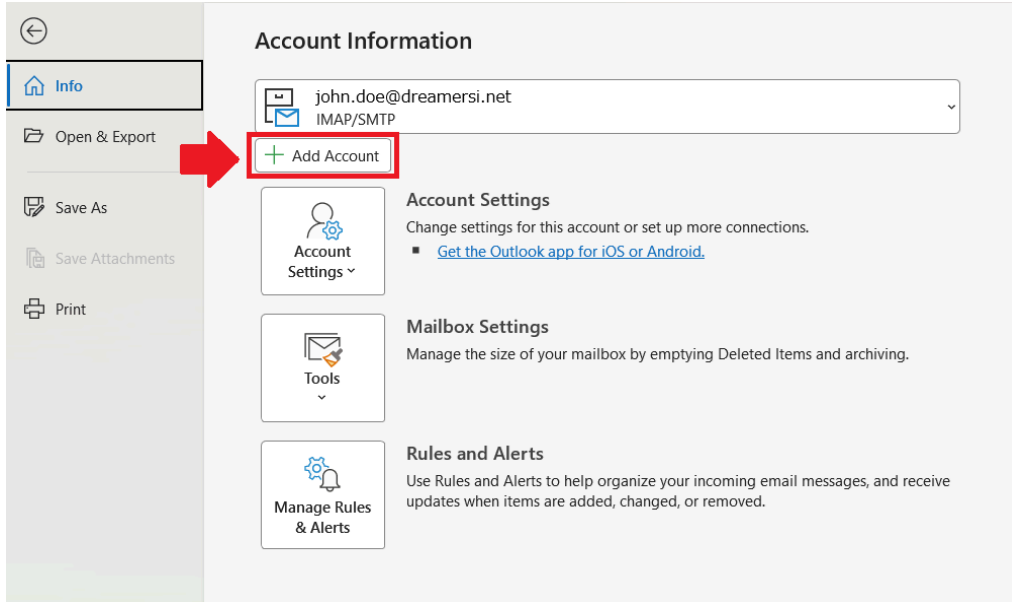 Account Information
Info
john.doe@dreamersi.net
IMAP/SMTP
Open & Export
Add Account
Save As
Save Attachments
Print
Account
Settings
Account Settings
Change settings for this account or set up more connections.
Get the Outlook app for iOS or Android.
Tools
Mailbox Settings
Manage the size of your mailbox by emptying Deleted Items and archiving.
Manage Rules
& Alerts
Rules and Alerts
Use Rules and Alerts to help organize your incoming email messages, and receive
updates when items are added, changed, or removed.